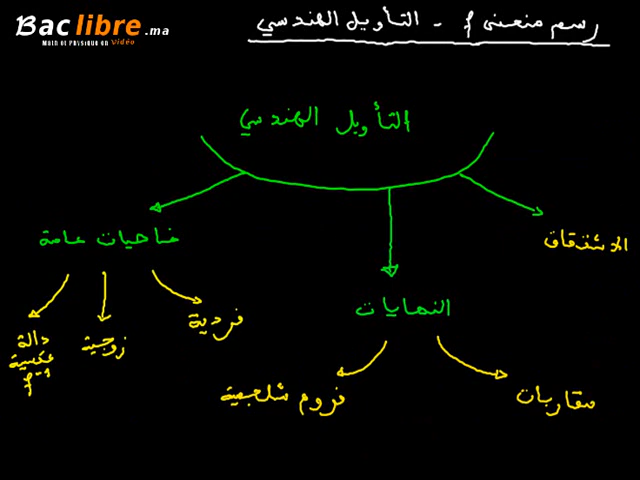 Bac libre.ma
Math et Physique en Vidéo
رسم منحنى f - التأويل الهندسي
التأويل الهندسي
خاصيات عامة
الاشتقاق
النهايات
فردية
زوجية
دالة
عكسية
f⁻¹
فروع شلجمية
مقاربات